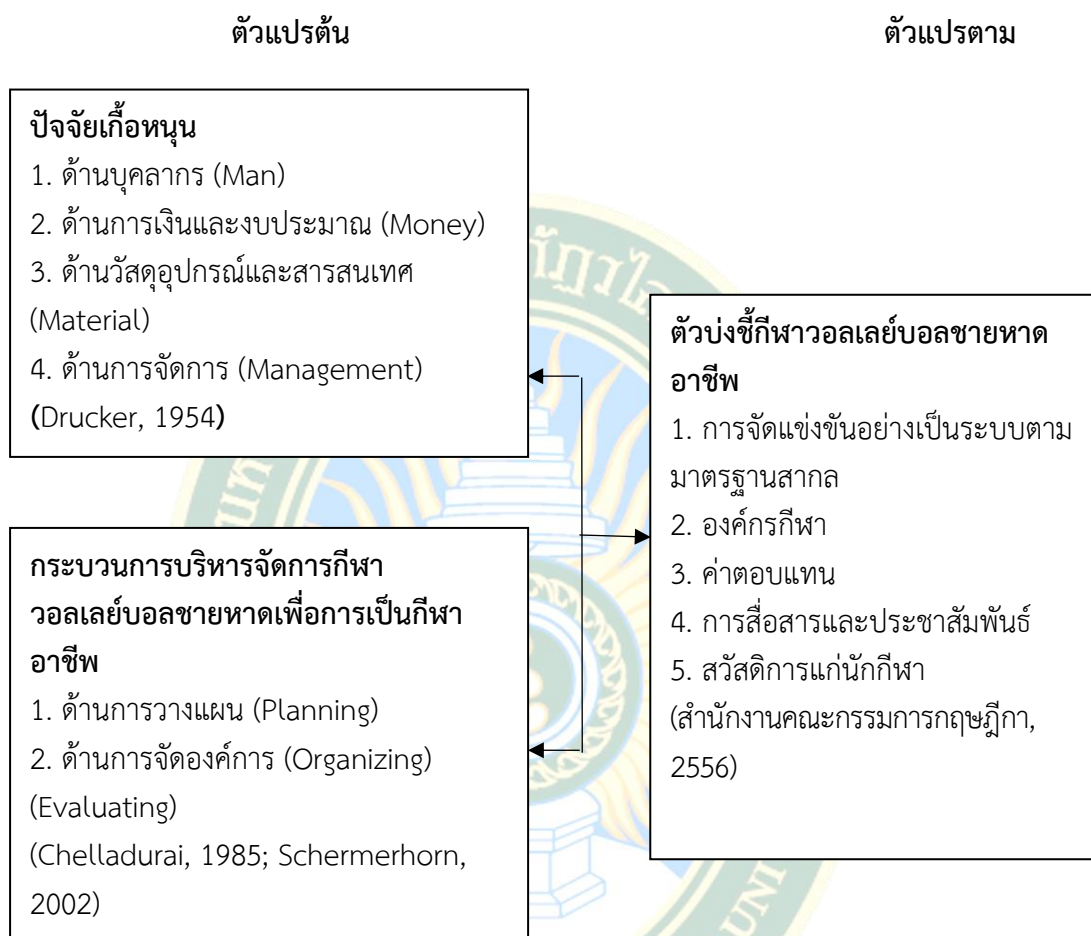 ตัวแปรต้น
ตัวแปรตาม
ปัจจัยเกื้อหนุน
1. ด้านบุคลากร (Man)
2. ด้านการเงินและงบประมาณ (Money)
3. ด้านวัสดุอุปกรณ์และสารสนเทศ
(Material)
4. ด้านการจัดการ (Management)
(Drucker, 1954)
กระบวนการบริหารจัดการกีฬา
วอลเลย์บอลชายหาดเพื่อการเป็นกีฬา
อาชีพ
1. ด้านการวางแผน (Planning)
2. ด้านการจัดองค์การ (Organizing)
(Evaluating)
(Chelladurai, 1985; Schermerhorn,
2002)
ตัวบ่งชี้กีฬาวอลเลย์บอลชายหาด
อาชีพ
1. การจัดแข่งขันอย่างเป็นระบบตาม
มาตรฐานสากล
2. องค์กรกีฬา
3. ค่าตอบแทน
4. การสื่อสารและประชาสัมพันธ์
5. สวัสดิการแก่นักกีฬา
(สำนักงานคณะกรรมการกฤษฎีกา,
2556)